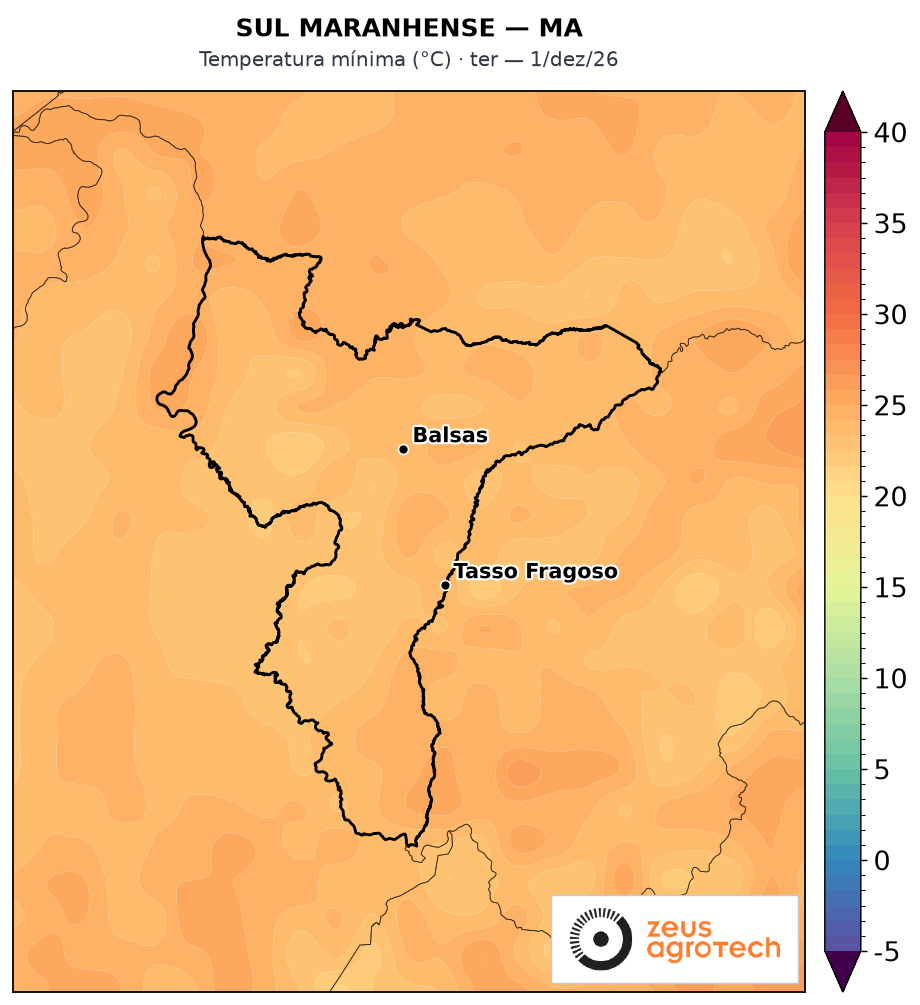 SUL MARANHENSE — MA
Temperatura mínima (°C) · ter — 1/dez/26
40
35
30
25
20
15
10
5
0
-5
Balsas
Tasso Fragoso
zeus
agrotech